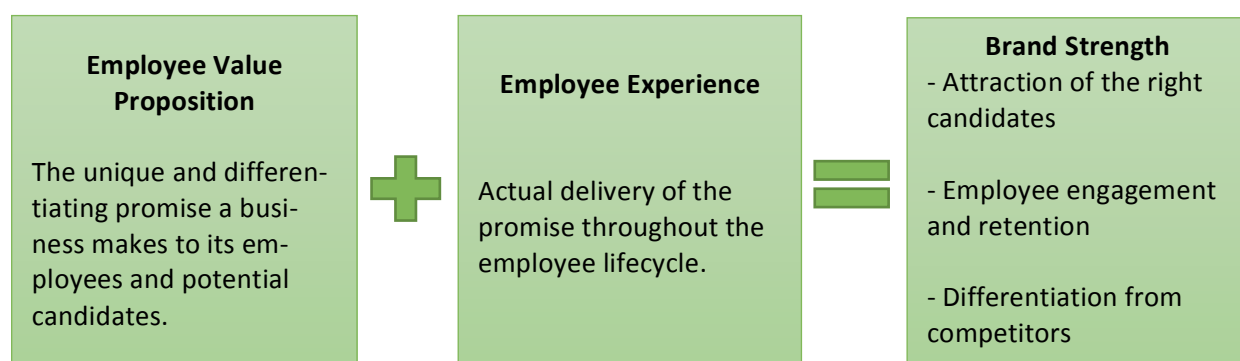 Employee Value
Proposition
The unique and differen-
tiating promise a busi-
ness makes to its em-
ployees and potential
candidates.
Employee Experience
Actual delivery of the
promise throughout the
employee lifecycle.
Brand Strength
- Attraction of the right
candidates
- Employee engagement
and retention
- Differentiation from
competitors